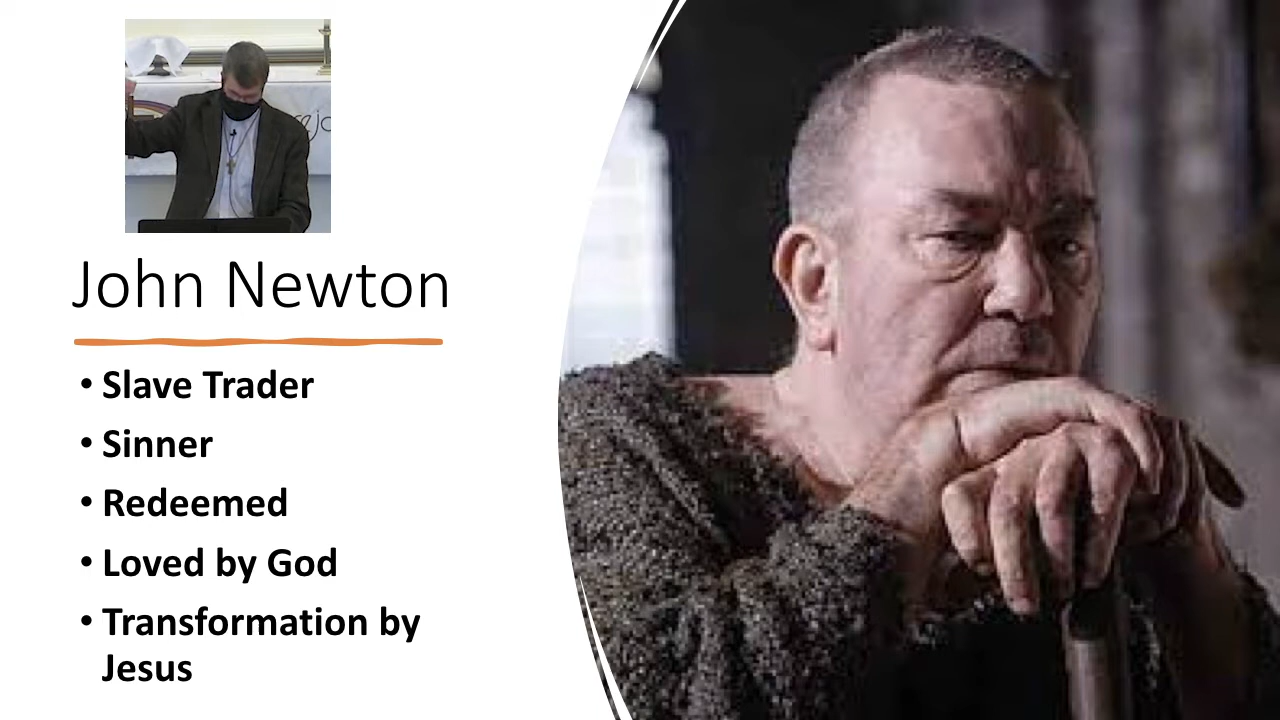 John Newton
• Slave Trader
• Sinner
• Redeemed
• Loved by God
• Transformation by
Jesus